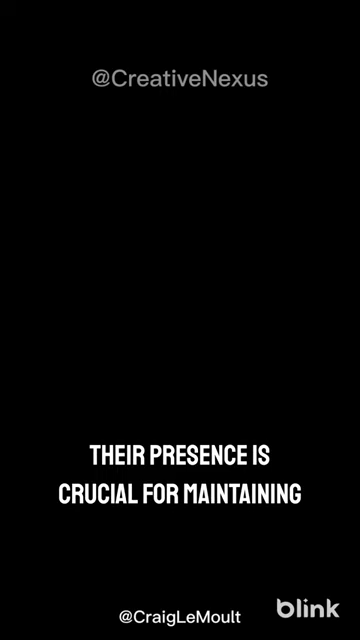 @CreativeNexus
THEIR PRESENCE IS
CRUCIAL FOR MAINTAINING
@CraigLeMoult
blink